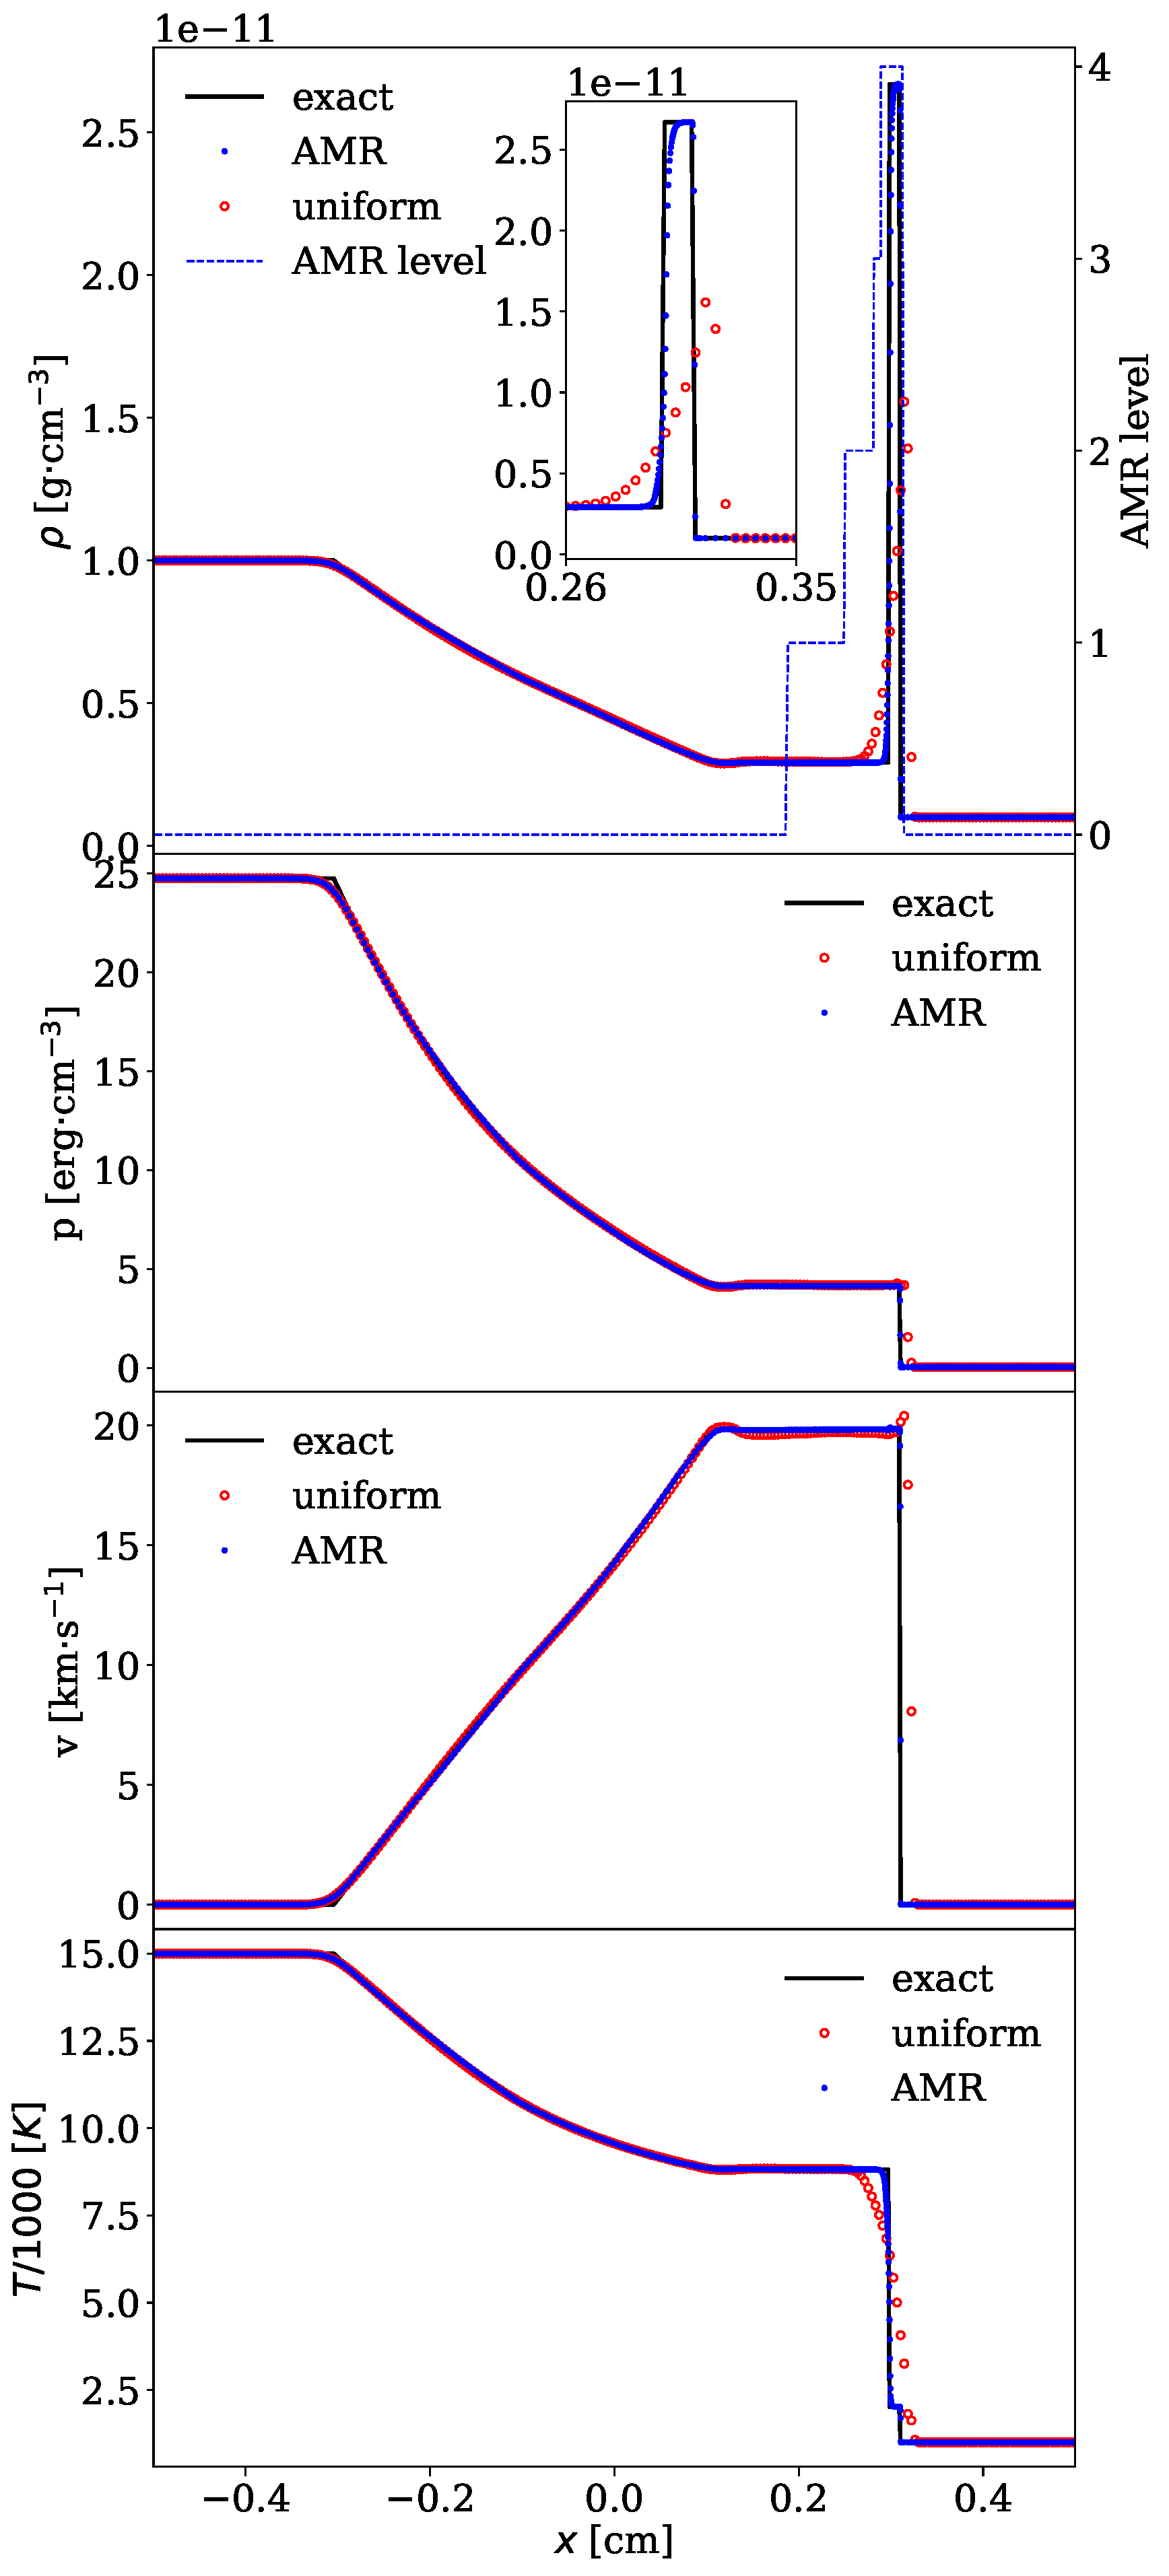 1e−11
exact
AMR
uniform
AMR level
2.5
2.0
1.5
1.0
0.5
0.0
ρ [g·cm⁻³]
1e−11
2.5
2.0
1.5
1.0
0.5
0.0
0.26 0.35
4
3
2
1
0
AMR level
25
20
15
10
5
0
p [erg·cm⁻³]
exact
uniform
AMR
20
15
10
5
0
v [km·s⁻¹]
exact
uniform
AMR
15.0
12.5
10.0
7.5
5.0
2.5
T/1000 [K]
exact
uniform
AMR
−0.4 −0.2 0.0 0.2 0.4
x [cm]